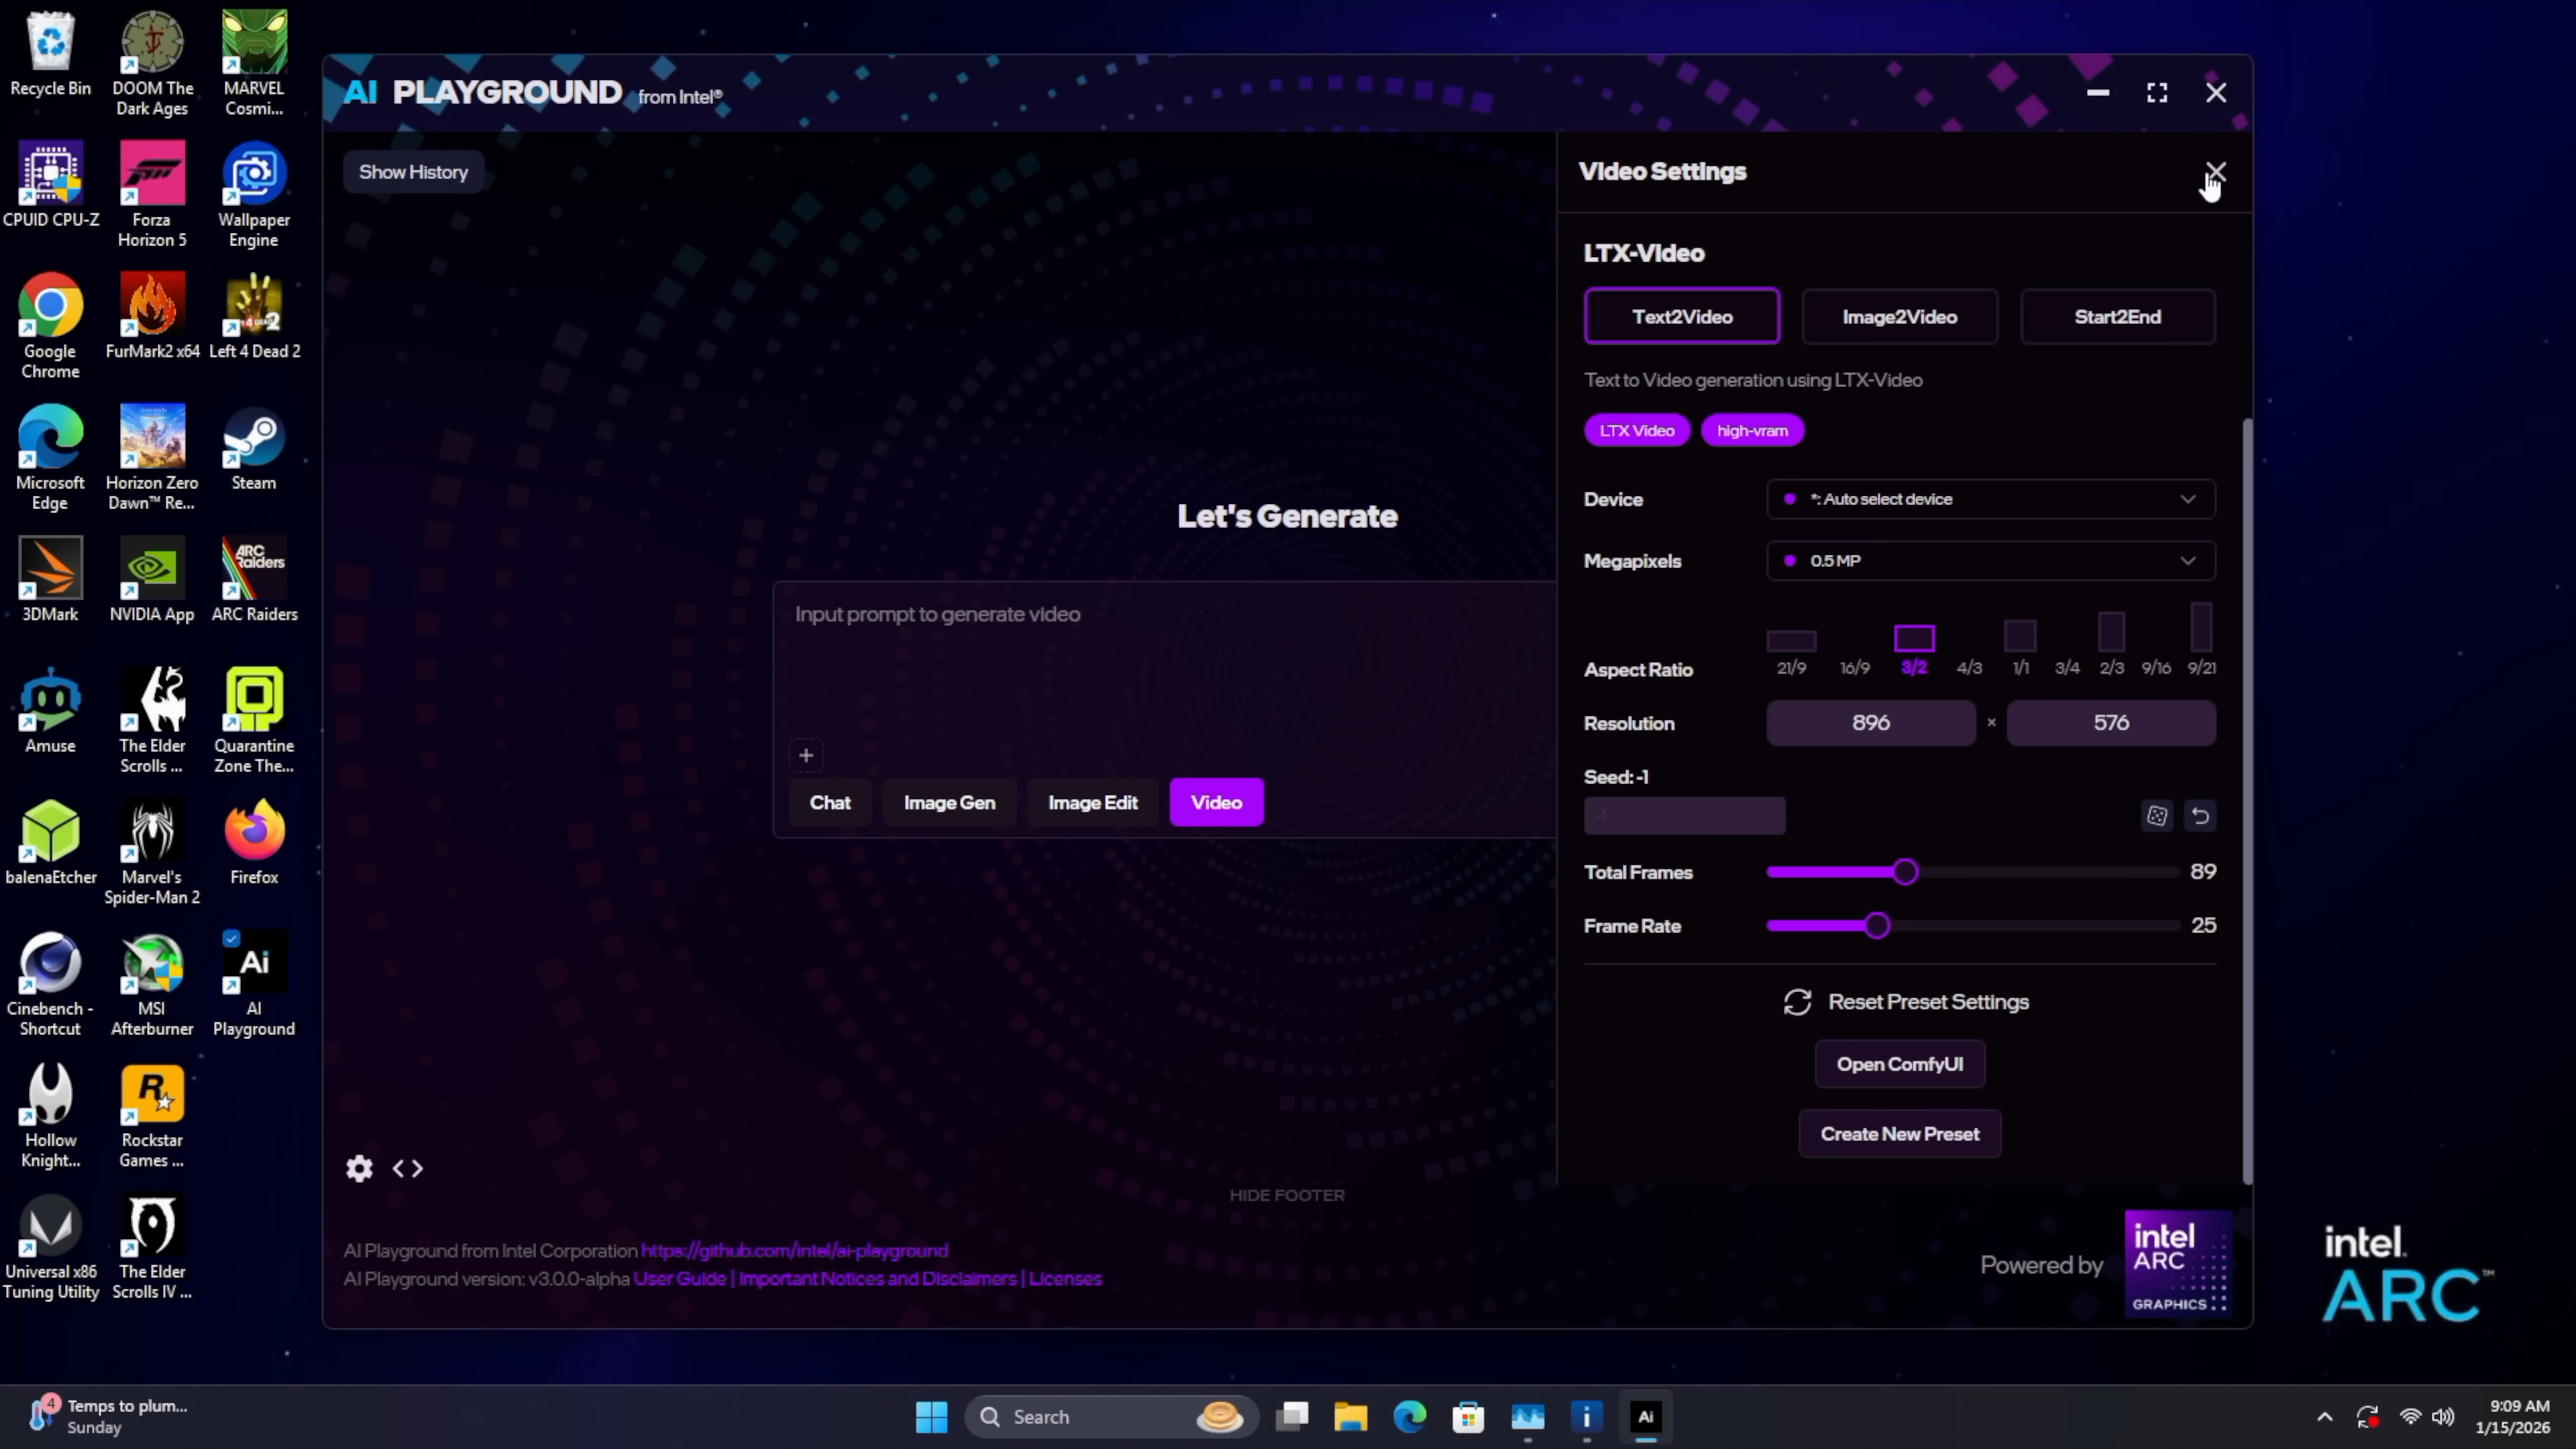 Recycle Bin
DOOM The
Dark Ages
MARVEL
Cosmi...
CPUID CPU-Z
Forza
Horizon 5
Wallpaper
Engine
Google
Chrome
FurMark2 x64
Left 4 Dead 2
Microsoft
Edge
Horizon Zero
Dawn™ Re...
Steam
3DMark
NVIDIA App
ARC
Raiders
ARC Raiders
Amuse
The Elder
Scrolls ...
Quarantine
Zone The...
balenaEtcher
Marvel's
Spider-Man 2
Firefox
Cinebench -
Shortcut
MSI
Afterburner
Ai
AI
Playground
Hollow
Knight...
Rockstar
Games ...
Universal x86
Tuning Utility
The Elder
Scrolls IV ...
AI PLAYGROUND from Intel®
Show History
Let's Generate
Input prompt to generate video
+
Chat Image Gen Image Edit Video
Video Settings
LTX-Video
Text2Video Image2Video Start2End
Text to Video generation using LTX-Video
LTX Video high-vram
Device *: Auto select device
Megapixels 0.5 MP
Aspect Ratio 21/9 16/9 3/2 4/3 1/1 3/4 2/3 9/16 9/21
Resolution 896 × 576
Seed: -1
-1
Total Frames 89
Frame Rate 25
Reset Preset Settings
Open ComfyUI
Create New Preset
HIDE FOOTER
AI Playground from Intel Corporation https://github.com/intel/ai-playground
AI Playground version: v3.0.0-alpha User Guide | Important Notices and Disclaimers | Licenses
Powered by
intel
ARC
GRAPHICS
intel.
ARC™
4
Temps to plum...
Sunday
Search
Ai
9:09 AM
1/15/2026